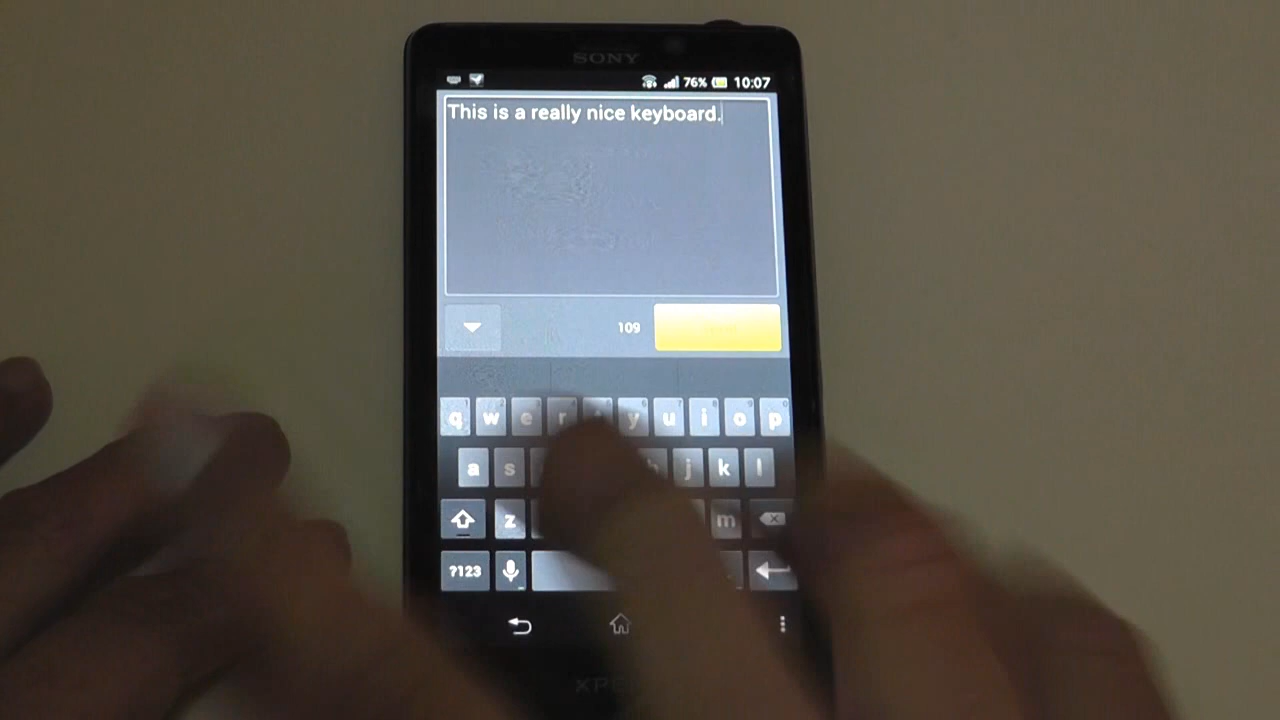 SONY
76% 10:07
This is a really nice keyboard.
109
q w e r y u i o p
a s j k l
z m
?123